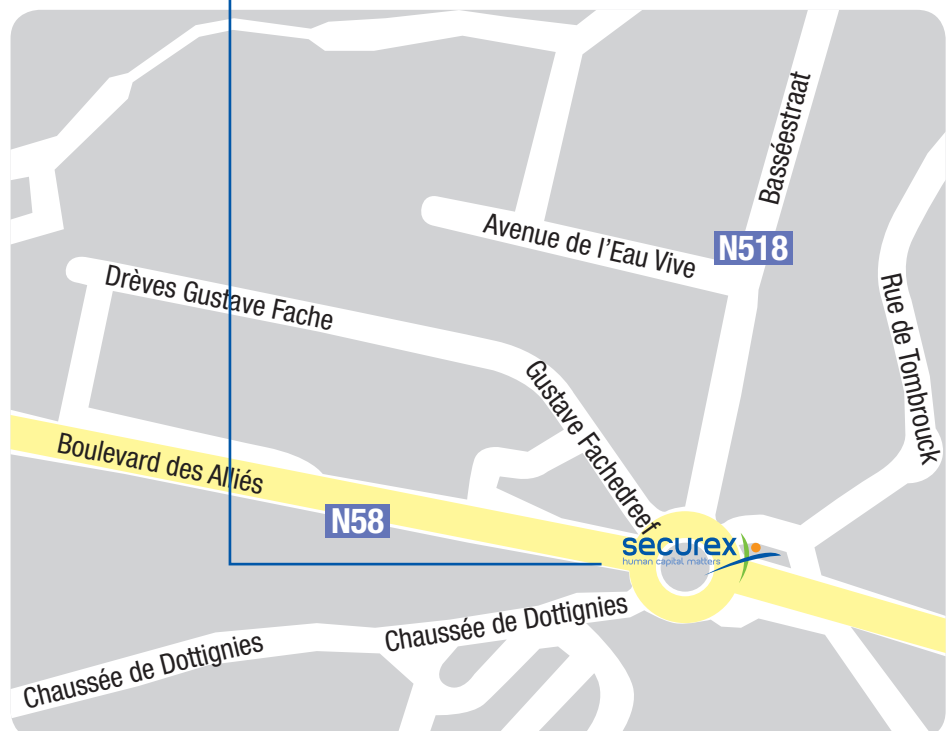 Basséestraat
Avenue de l'Eau Vive
N518
Drèves Gustave Fache
Rue de Tombrouck
Gustave Fachedreef
Boulevard des Alliés
N58
securex
human capital matters
Chaussée de Dottignies
Chaussée de Dottignies